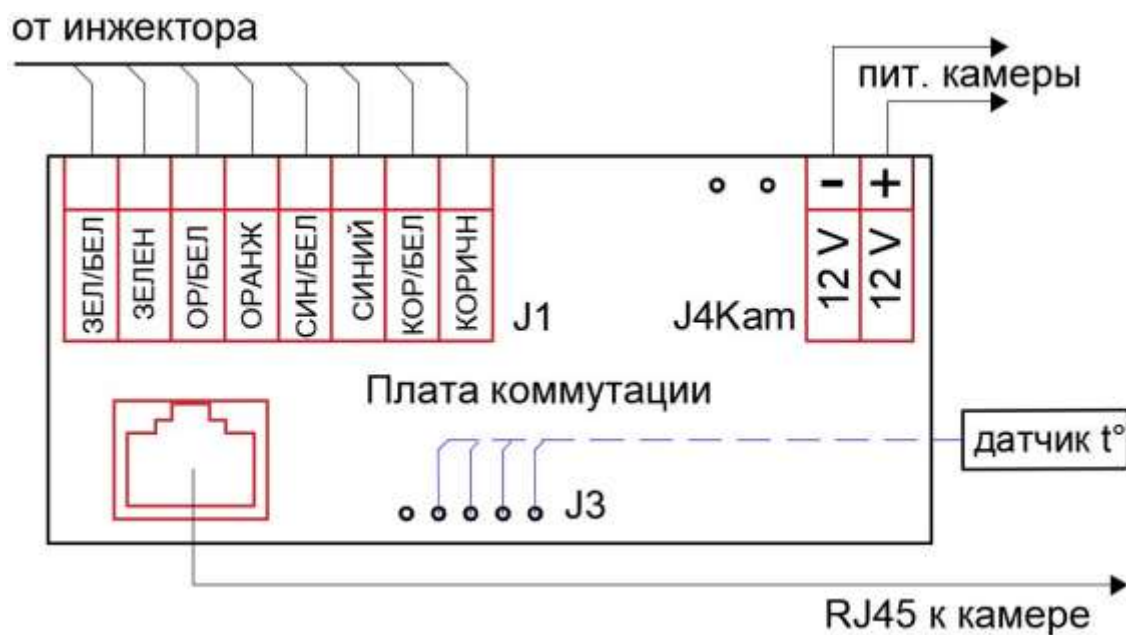 от инжектора
пит. камеры
- +
ЗЕЛ/БЕЛ
ЗЕЛЕН
ОР/БЕЛ
ОРАНЖ
СИН/БЕЛ
СИНИЙ
КОР/БЕЛ
КОРИЧН
J1
J4Kam
12 V
12 V
Плата коммутации
датчик t°
J3
RJ45 к камере